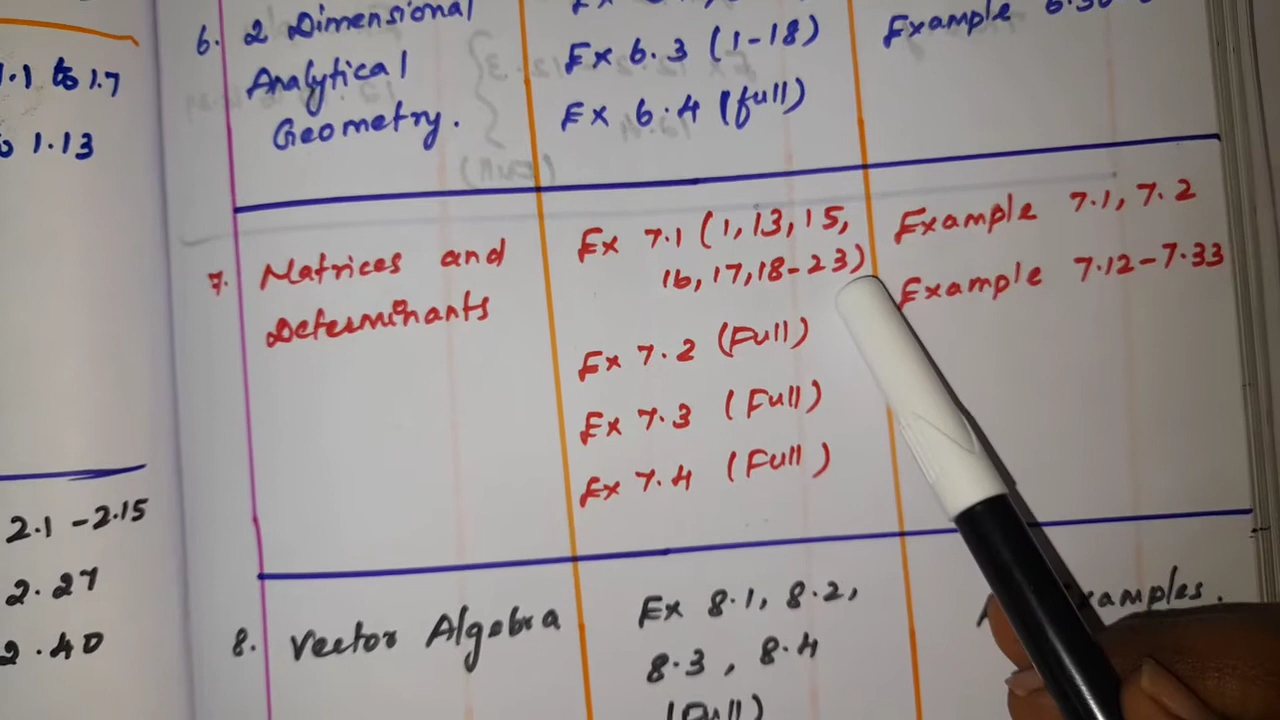 1.1 to 1.7
1.13
2.1 - 2.15
2.27
2.40
6. 2 Dimensional
Analytical
Geometry.
Ex 6.3 (1-18)
Ex 6.4 (full)
Example
7. Matrices and
Determinants
Ex 7.1 (1, 13, 15,
16, 17, 18-23)
Ex 7.2 (Full)
Ex 7.3 (Full)
Ex 7.4 (Full)
Example 7.1, 7.2
Example 7.12-7.33
8. Vector Algebra
Ex 8.1, 8.2,
8.3, 8.4
(Full)